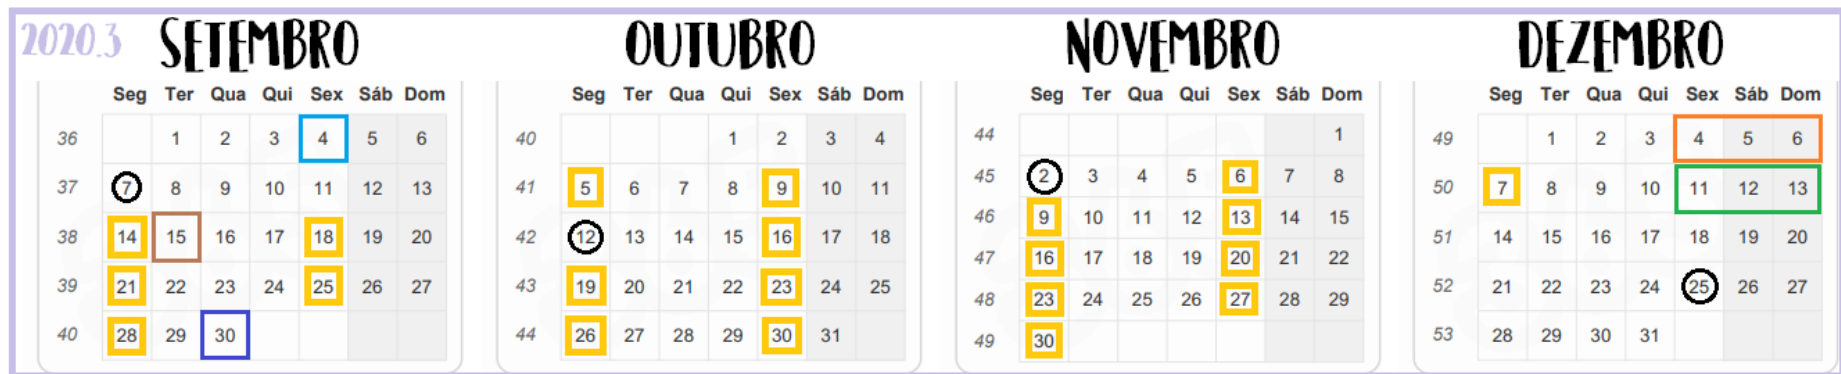 2020.3 SETEMBRO OUTUBRO NOVEMBRO DEZEMBRO
Seg Ter Qua Qui Sex Sáb Dom
36 1 2 3 4 5 6
37 7 8 9 10 11 12 13
38 14 15 16 17 18 19 20
39 21 22 23 24 25 26 27
40 28 29 30
Seg Ter Qua Qui Sex Sáb Dom
40 1 2 3 4
41 5 6 7 8 9 10 11
42 12 13 14 15 16 17 18
43 19 20 21 22 23 24 25
44 26 27 28 29 30 31
Seg Ter Qua Qui Sex Sáb Dom
44 1
45 2 3 4 5 6 7 8
46 9 10 11 12 13 14 15
47 16 17 18 19 20 21 22
48 23 24 25 26 27 28 29
49 30
Seg Ter Qua Qui Sex Sáb Dom
49 1 2 3 4 5 6
50 7 8 9 10 11 12 13
51 14 15 16 17 18 19 20
52 21 22 23 24 25 26 27
53 28 29 30 31